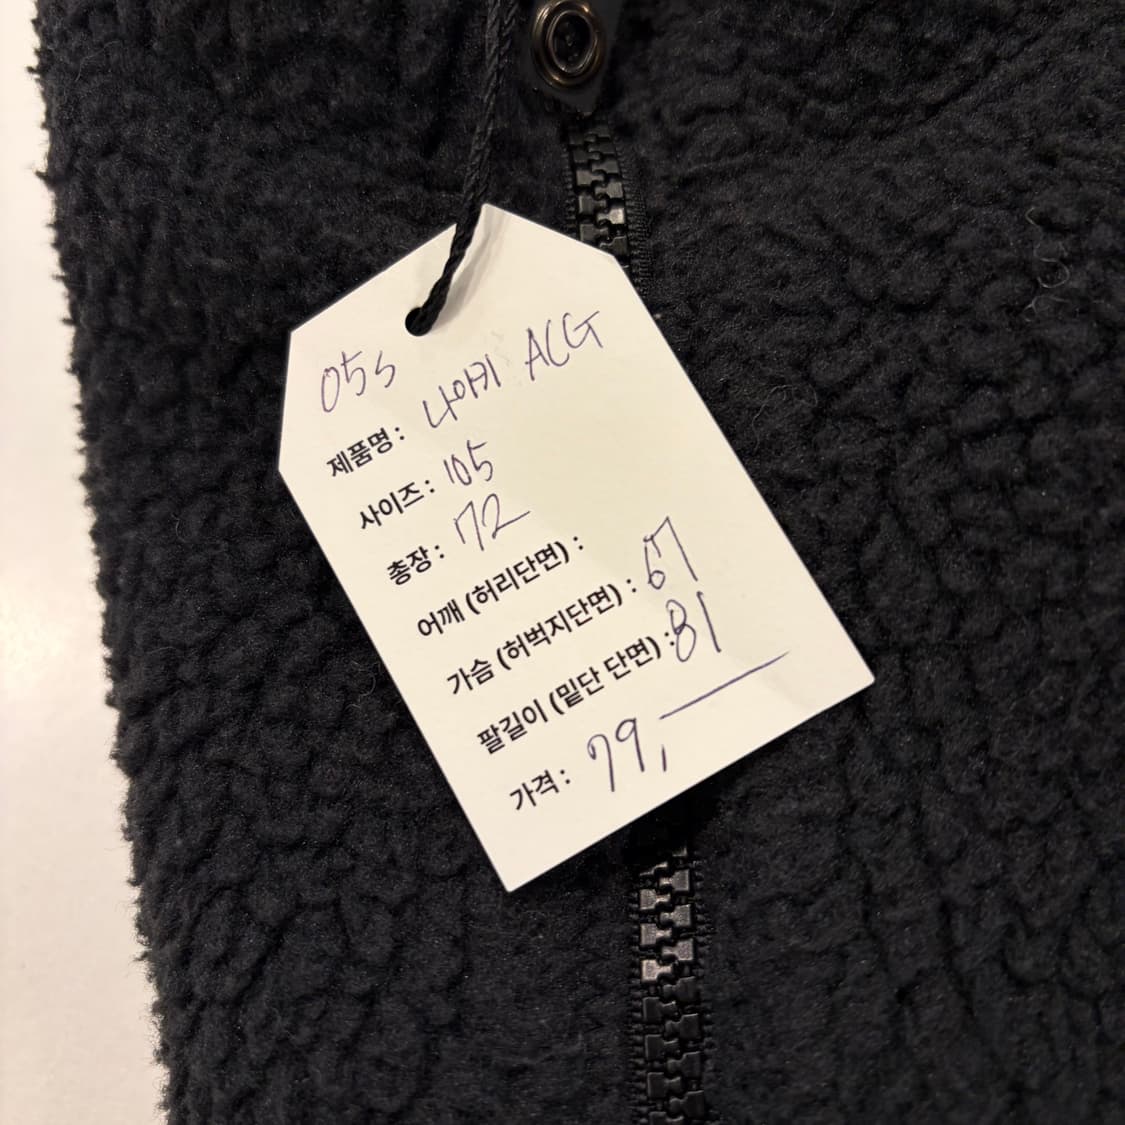 05s
제품명 : 나이키 ACG
사이즈 : 105
총장 : 72
어깨 (허리단면) :
가슴 (허벅지단면) : 67
팔길이 (밑단 단면) : 81
가격 : 79,